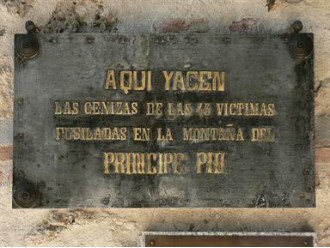 AQUI YACEN
LAS CENIZAS DE LAS 43 VICTIMAS
FUSILADAS EN LA MONTAÑA DEL
PRINCIPE PIO